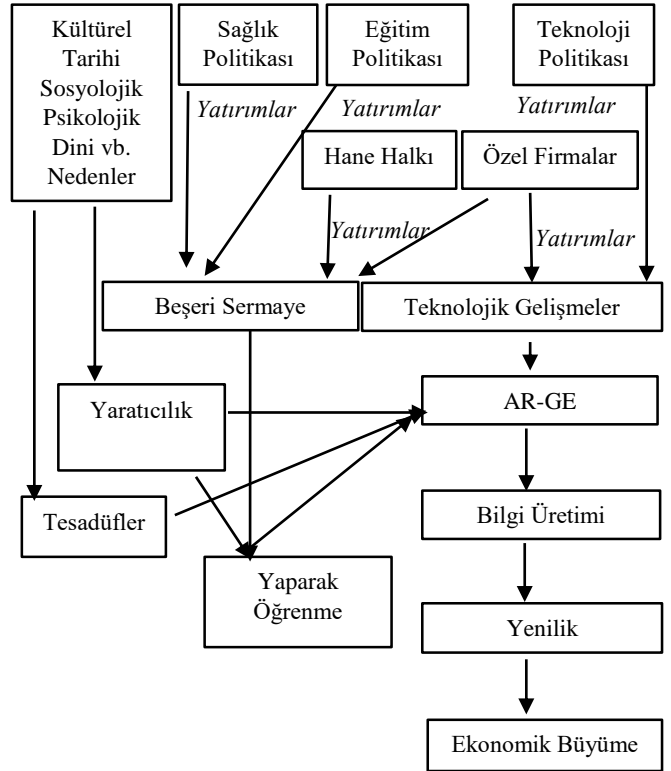 Kültürel
Tarihi
Sosyolojik
Psikolojik
Dini vb.
Nedenler
Sağlık
Politikası
Eğitim
Politikası
Teknoloji
Politikası
Yatırımlar
Yatırımlar
Yatırımlar
Hane Halkı
Özel Firmalar
Yatırımlar
Yatırımlar
Beşeri Sermaye
Teknolojik Gelişmeler
Yaratıcılık
AR-GE
Tesadüfler
Bilgi Üretimi
Yaparak
Öğrenme
Yenilik
Ekonomik Büyüme